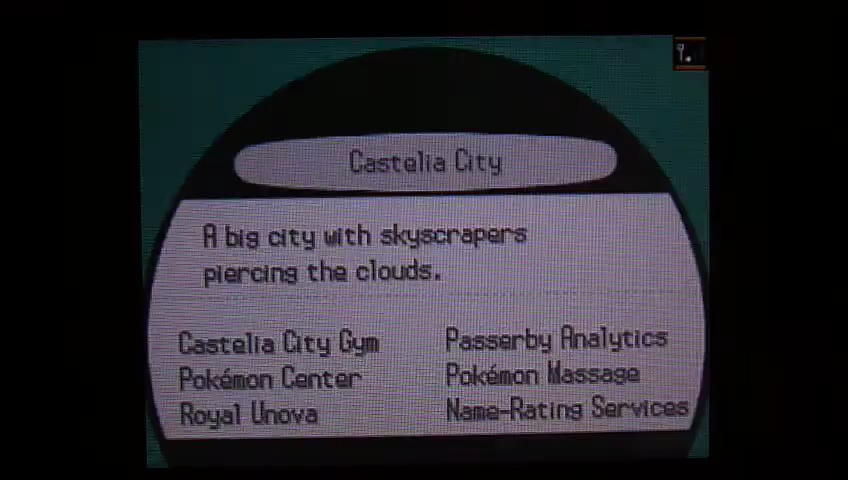 Castelia City
A big city with skyscrapers
piercing the clouds.
Castelia City Gym
Passerby Analytics
Pokémon Center
Pokémon Massage
Royal Unova
Name-Rating Services